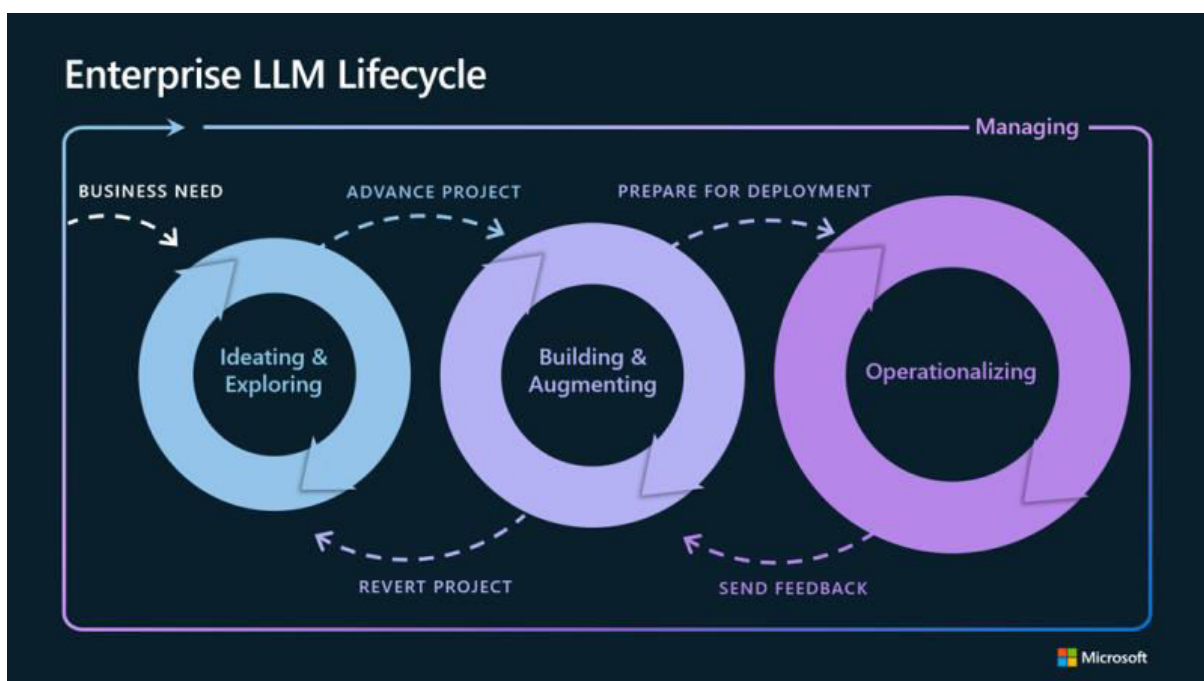 Enterprise LLM Lifecycle
Managing
BUSINESS NEED
ADVANCE PROJECT
PREPARE FOR DEPLOYMENT
Ideating &
Exploring
Building &
Augmenting
Operationalizing
REVERT PROJECT
SEND FEEDBACK
Microsoft